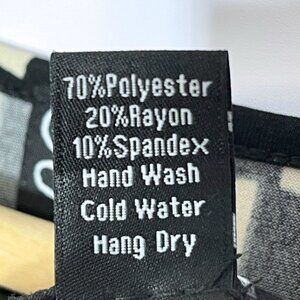 70%Polyester
20%Rayon
10%Spandex
Hand Wash
Cold Water
Hang Dry